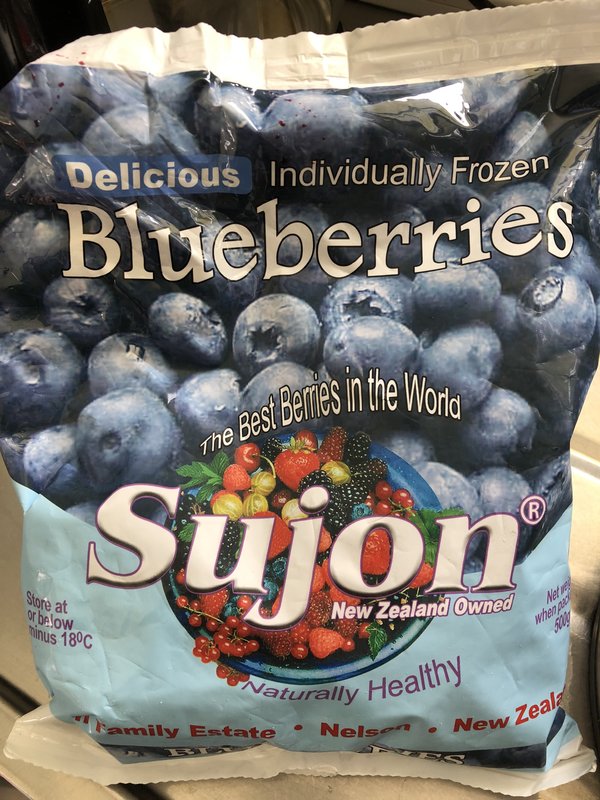 Delicious Individually Frozen
Blueberries
The Best Berries in the World
Sujon®
New Zealand Owned
Store at
or below
minus 18ºC
Net
when
500g
Naturally Healthy
Family Estate • Nelson • New